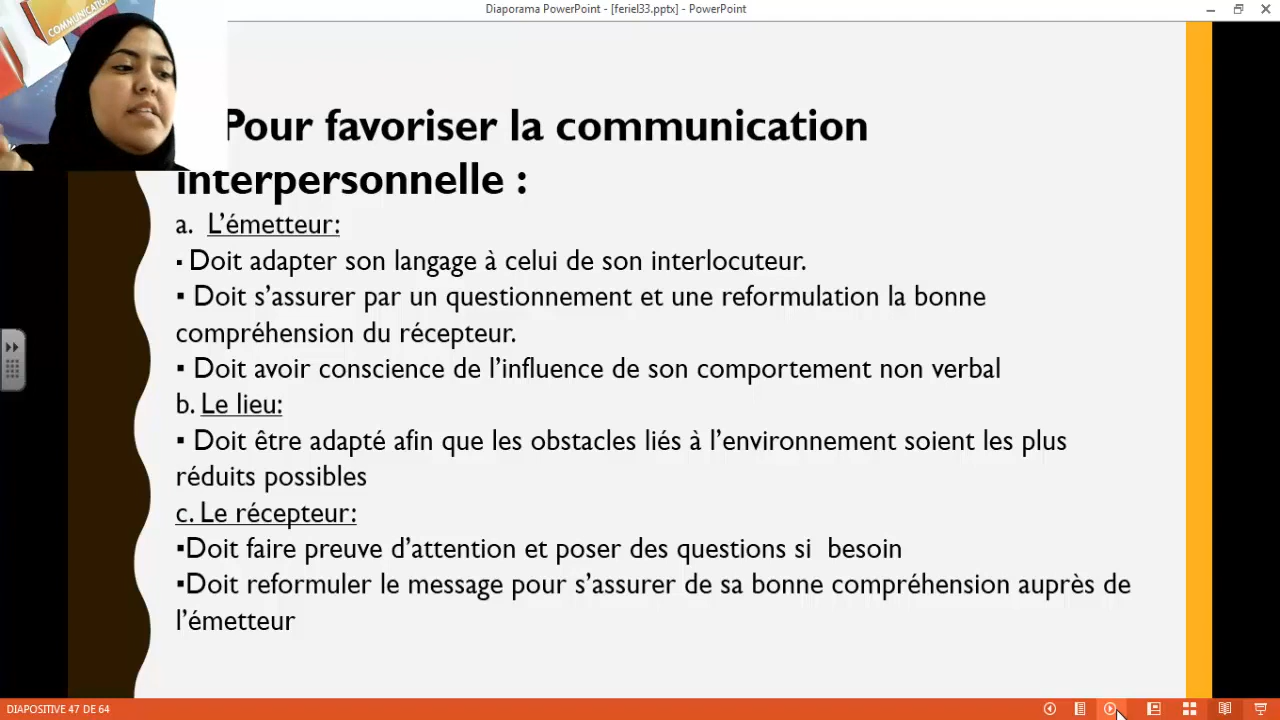 Diaporama PowerPoint - [feriel33.pptx] - PowerPoint
COMMUNICATION
Pour favoriser la communication
interpersonnelle :
a. L’émetteur:
▪ Doit adapter son langage à celui de son interlocuteur.
▪ Doit s’assurer par un questionnement et une reformulation la bonne
compréhension du récepteur.
▪ Doit avoir conscience de l’influence de son comportement non verbal
b. Le lieu:
▪ Doit être adapté afin que les obstacles liés à l’environnement soient les plus
réduits possibles
c. Le récepteur:
▪Doit faire preuve d’attention et poser des questions si  besoin
▪Doit reformuler le message pour s’assurer de sa bonne compréhension auprès de
l’émetteur
DIAPOSITIVE 47 DE 64